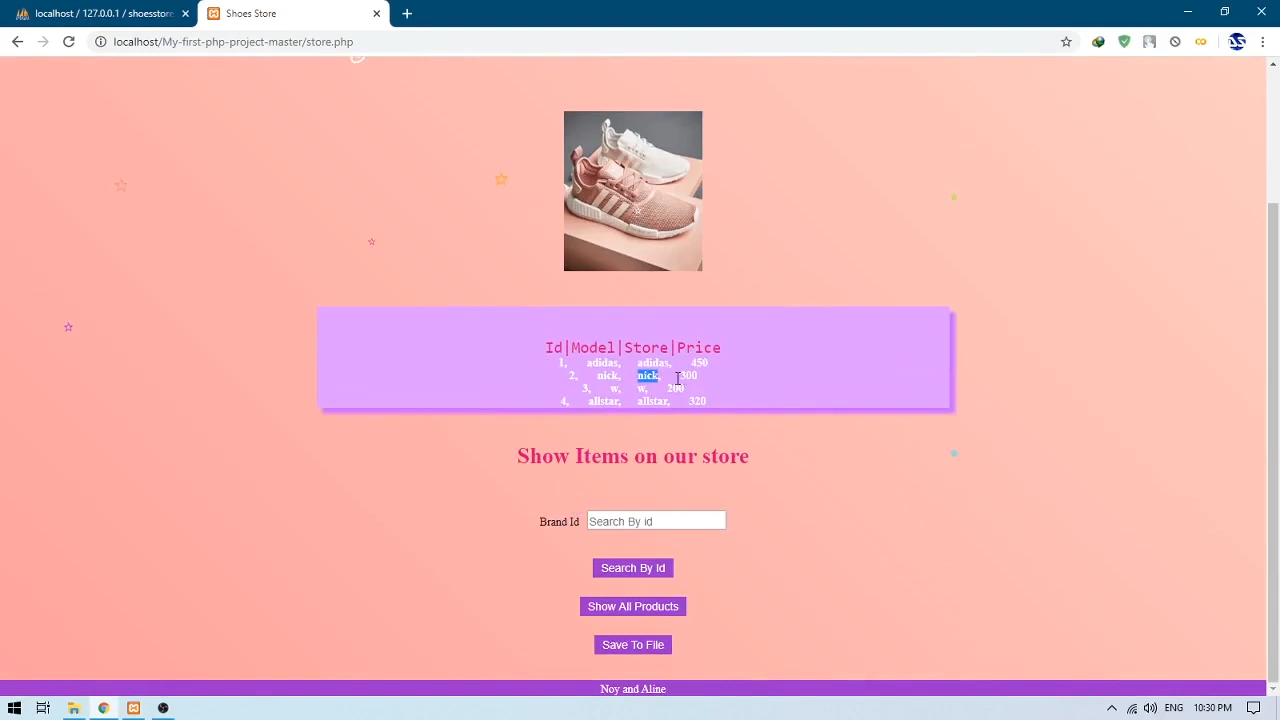 localhost / 127.0.0.1 / shoesstore
Shoes Store
localhost/My-first-php-project-master/store.php
Id|Model|Store|Price
1, adidas, adidas, 450
2, nick, nick, 300
3, w, w, 200
4, allstar, allstar, 320
Show Items on our store
Brand Id Search By id
Search By Id
Show All Products
Save To File
Noy and Aline
ENG 10:30 PM